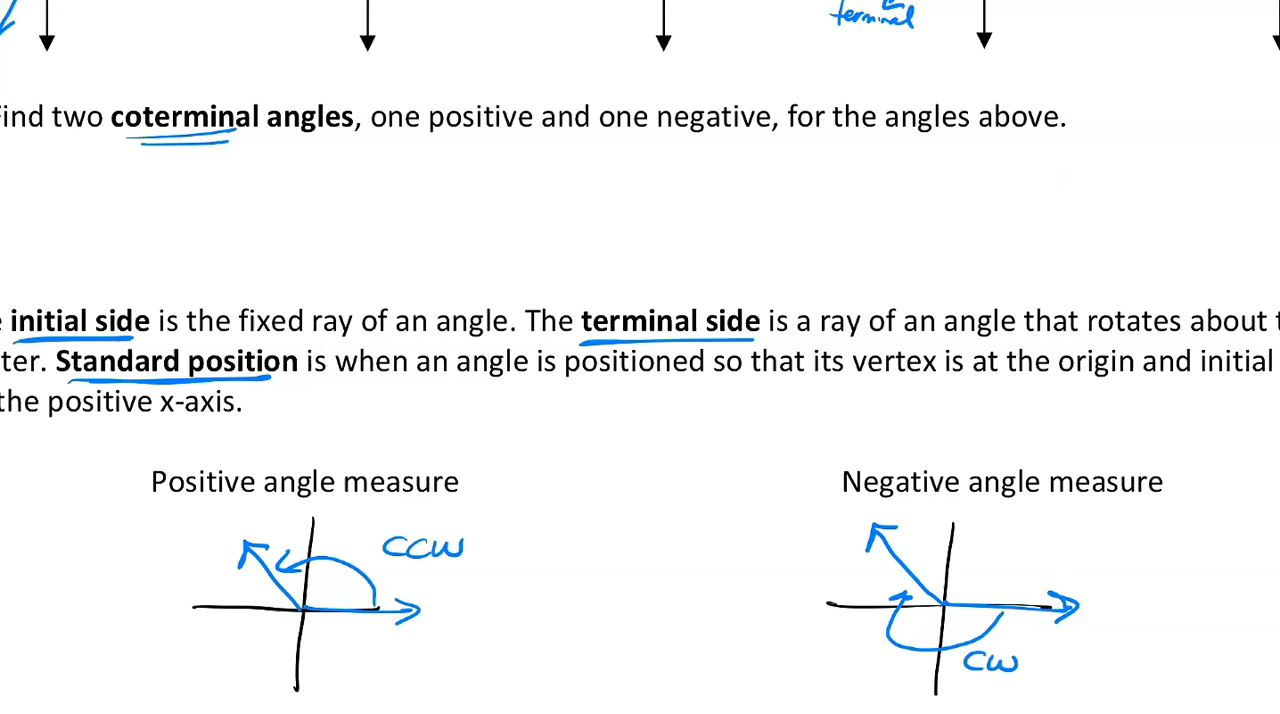 terminal
Find two coterminal angles, one positive and one negative, for the angles above.
initial side is the fixed ray of an angle. The terminal side is a ray of an angle that rotates about
ter. Standard position is when an angle is positioned so that its vertex is at the origin and initial
the positive x-axis.
Positive angle measure Negative angle measure
CCW
CW